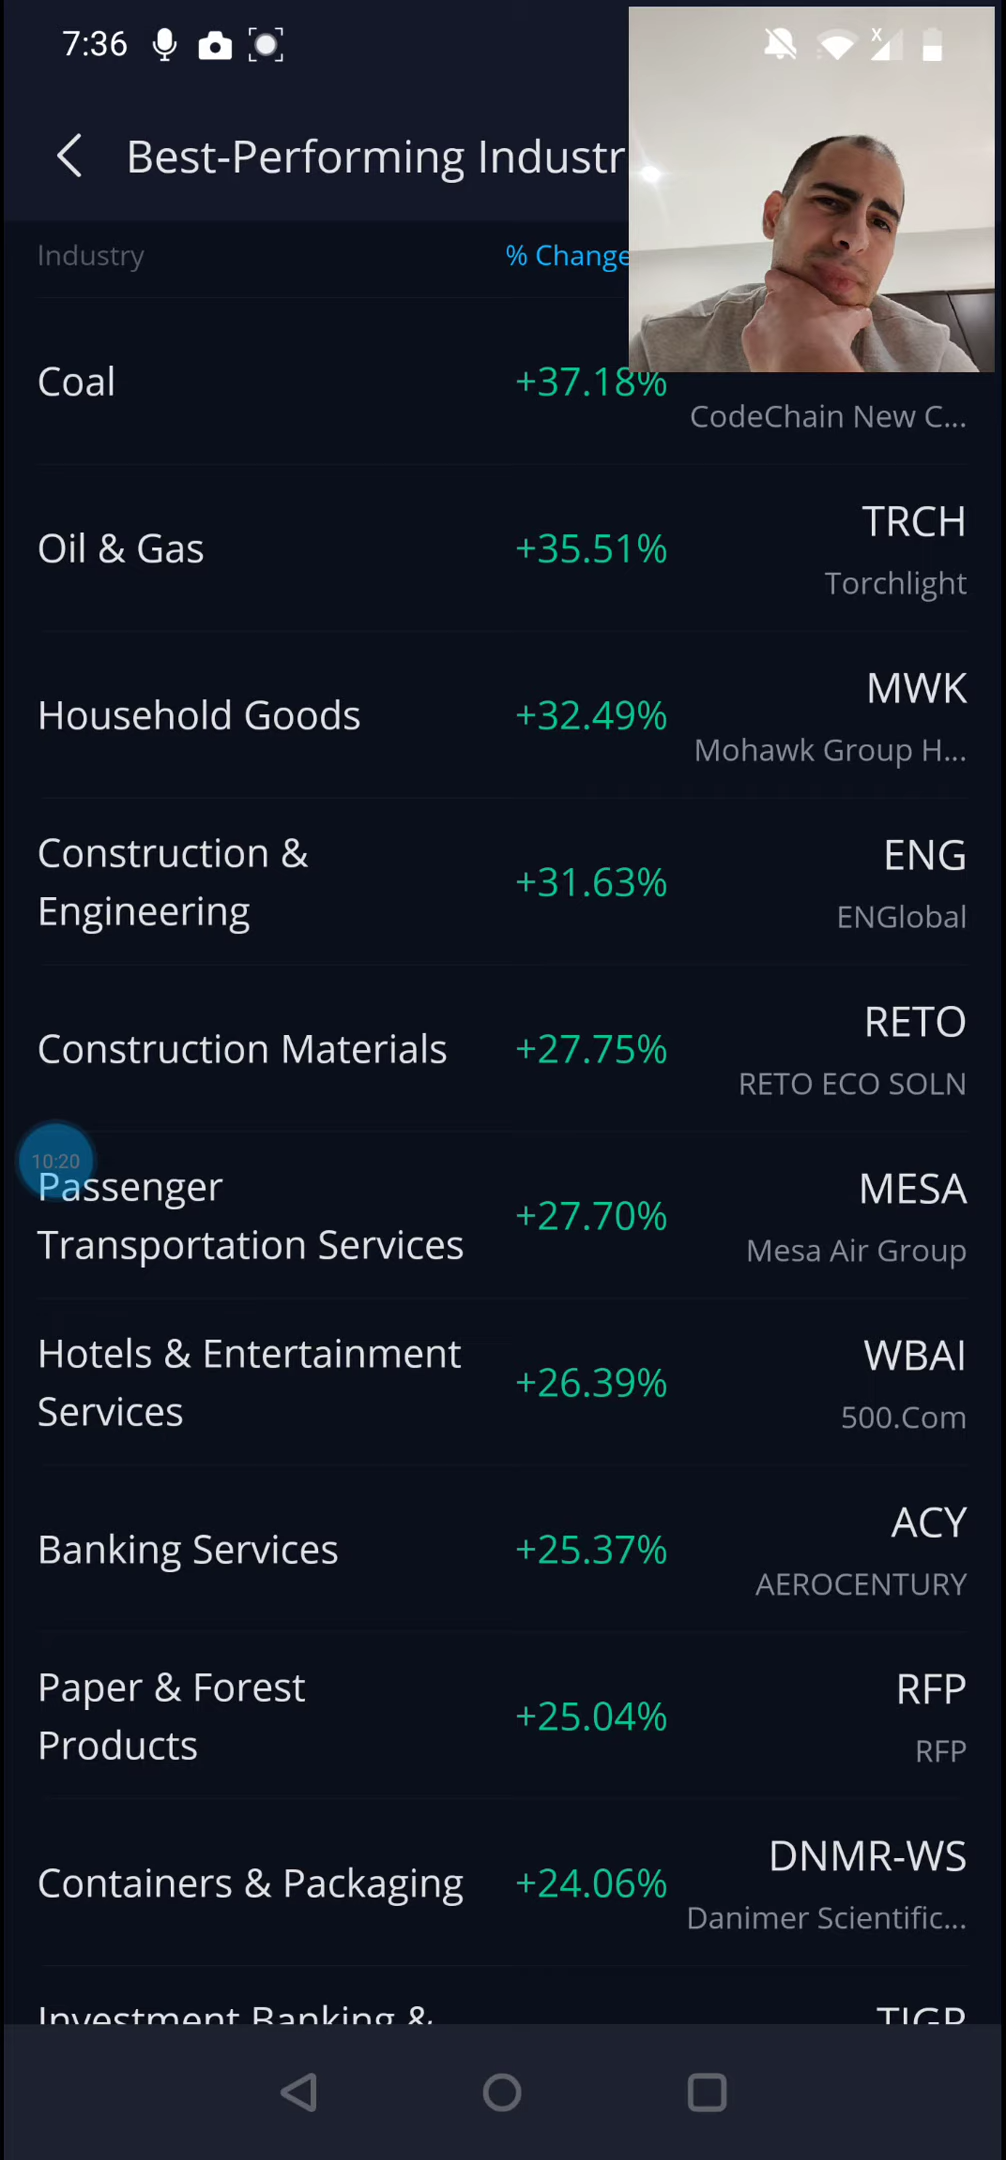 7:36
Best-Performing Industr
Industry
% Change
Coal
+37.18%
CodeChain New C...
Oil & Gas
+35.51%
TRCH
Torchlight
Household Goods
+32.49%
MWK
Mohawk Group H...
Construction &
Engineering
+31.63%
ENG
ENGlobal
Construction Materials
+27.75%
RETO
RETO ECO SOLN
10:20
Passenger
Transportation Services
+27.70%
MESA
Mesa Air Group
Hotels & Entertainment
Services
+26.39%
WBAI
500.Com
Banking Services
+25.37%
ACY
AEROCENTURY
Paper & Forest
Products
+25.04%
RFP
RFP
Containers & Packaging
+24.06%
DNMR-WS
Danimer Scientific...
Investment Banking &
TIGR